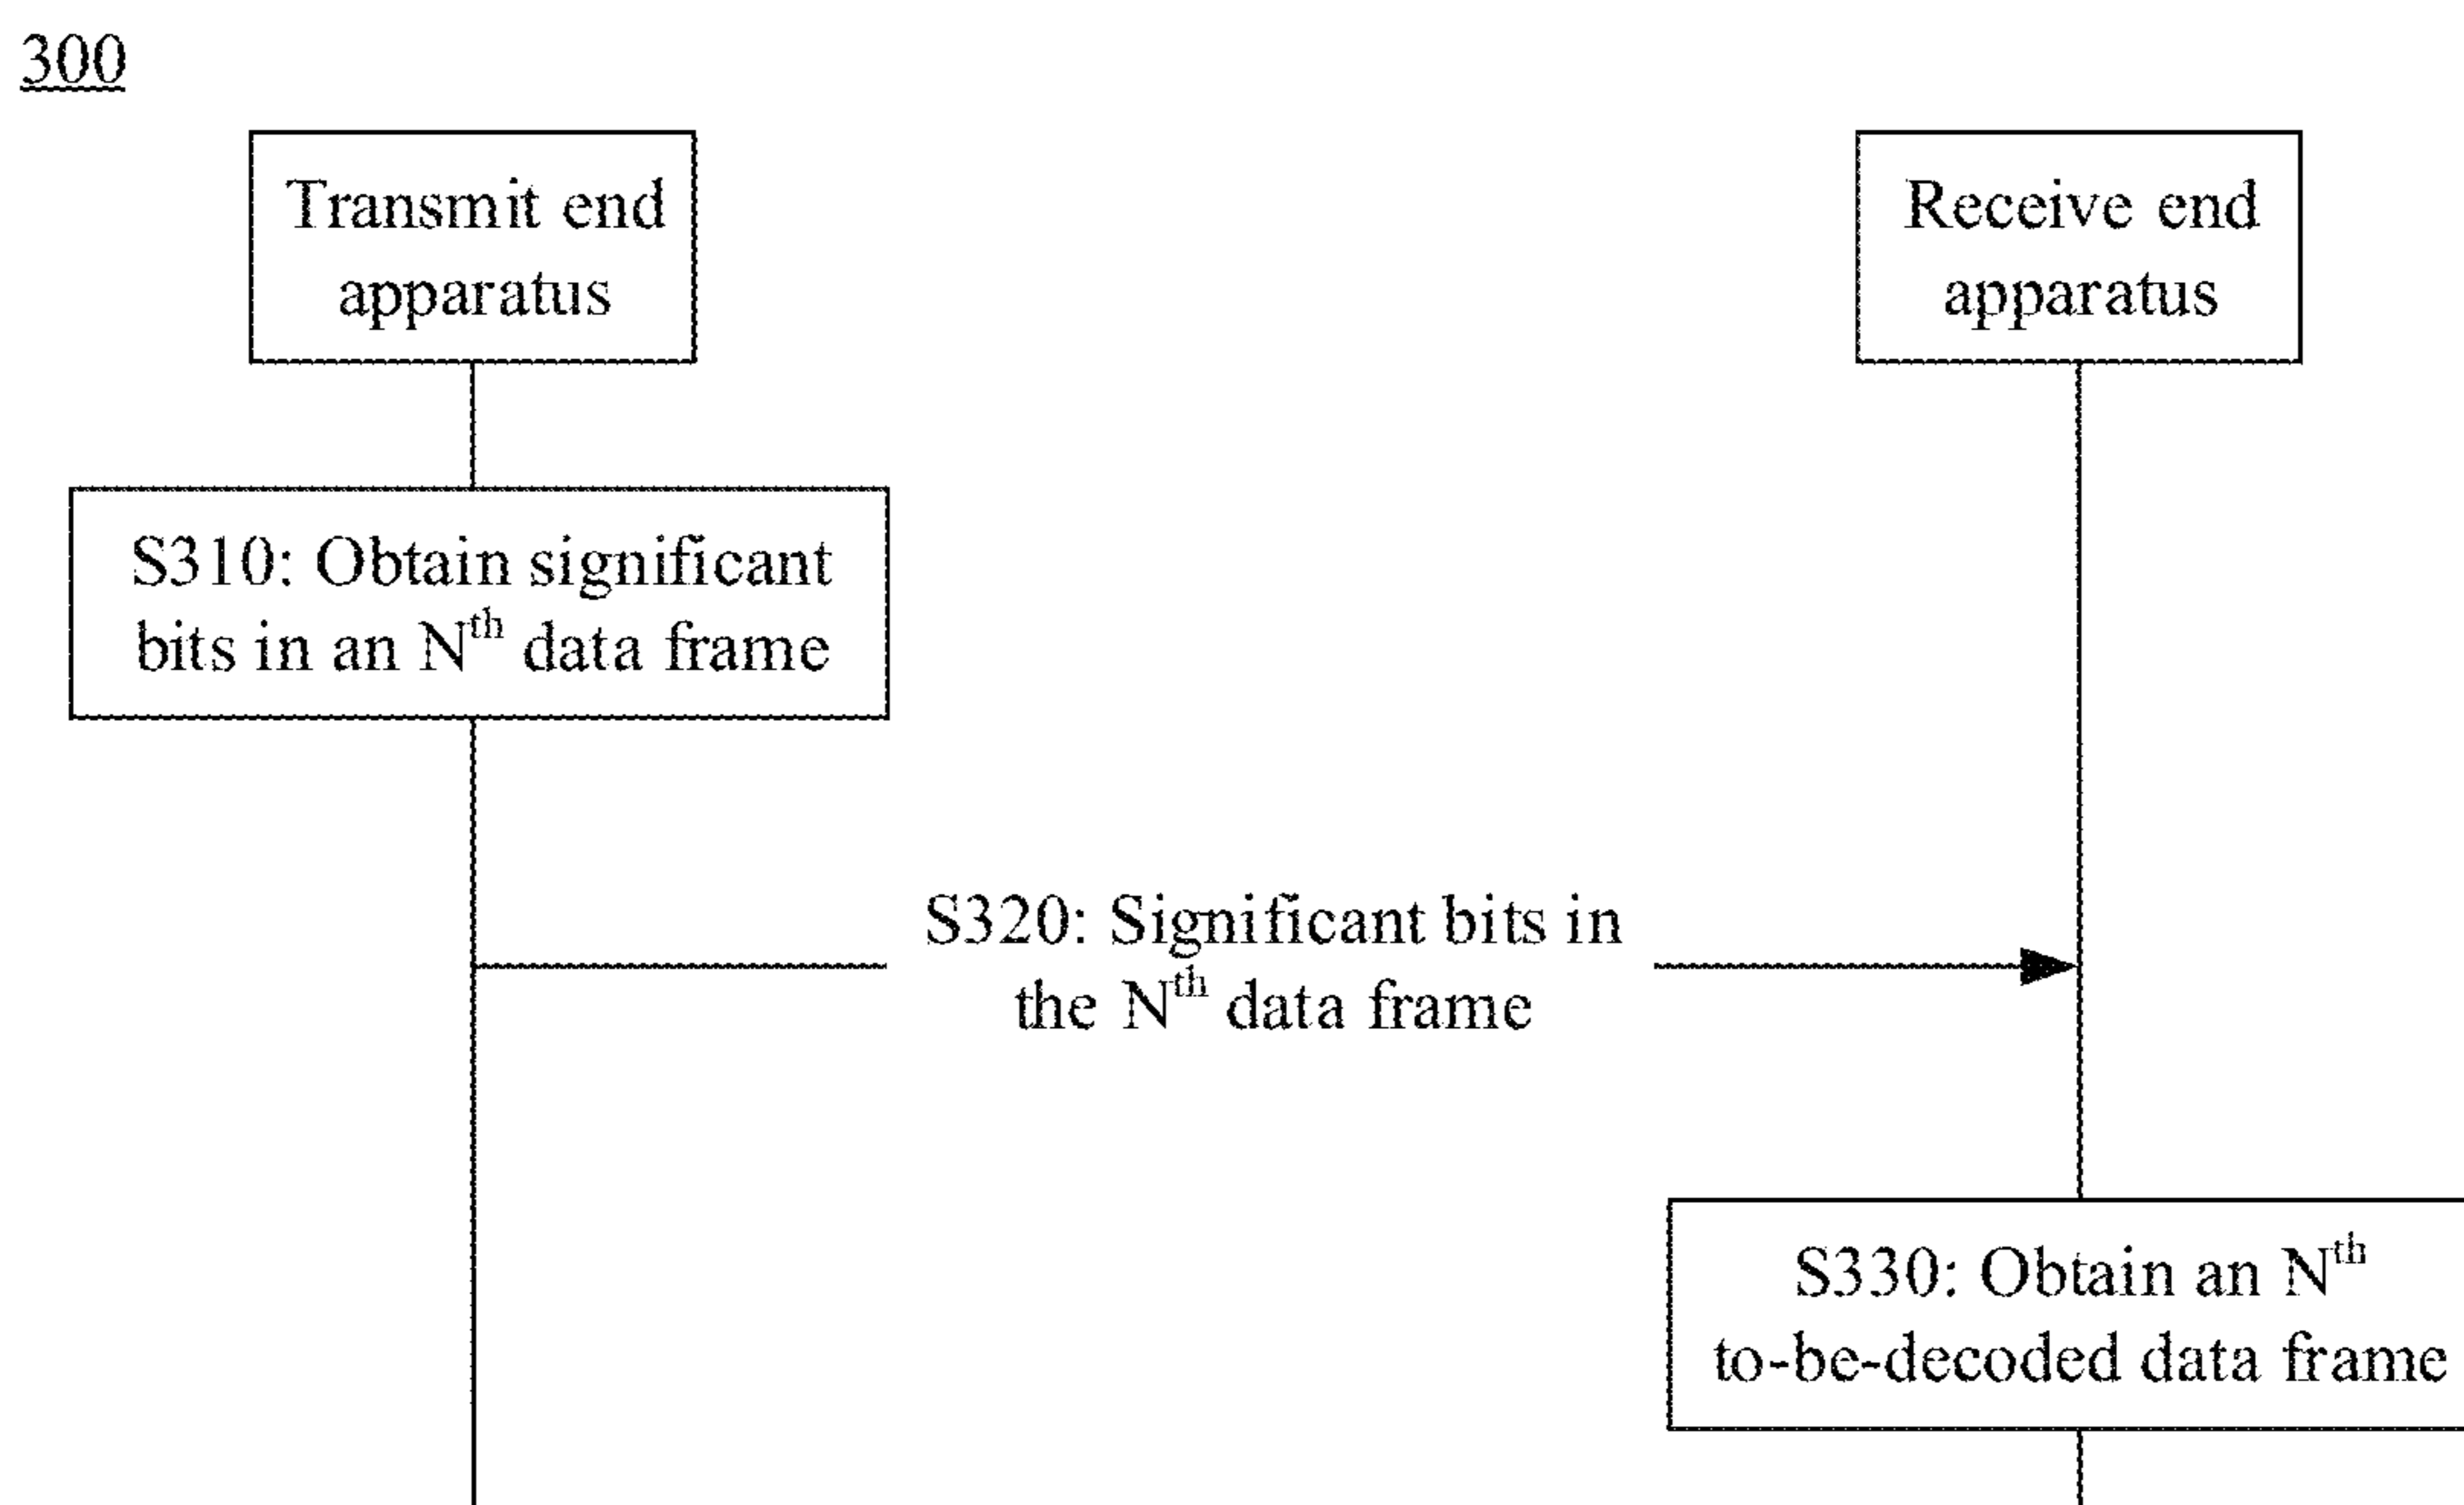 300
Transmit end
apparatus
Receive end
apparatus
S310: Obtain significant
bits in an Nth data frame
S320: Significant bits in
the Nth data frame
S330: Obtain an Nth
to-be-decoded data frame